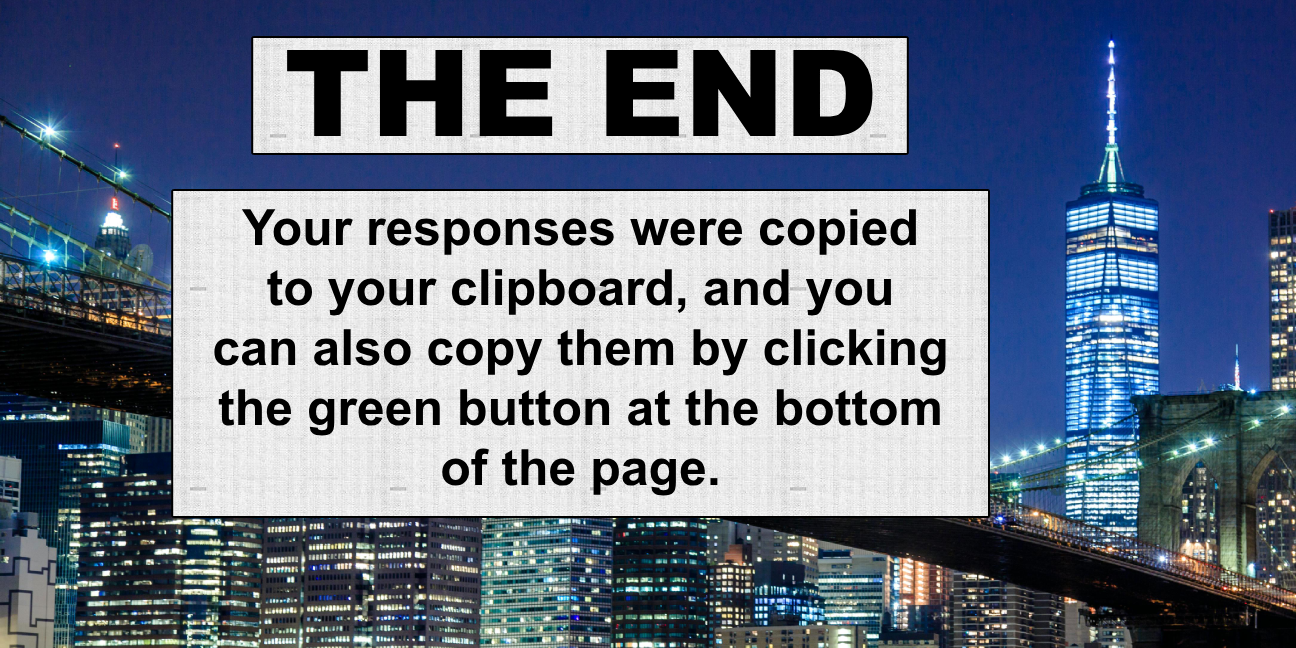 THE END
Your responses were copied
to your clipboard, and you
can also copy them by clicking
the green button at the bottom
of the page.